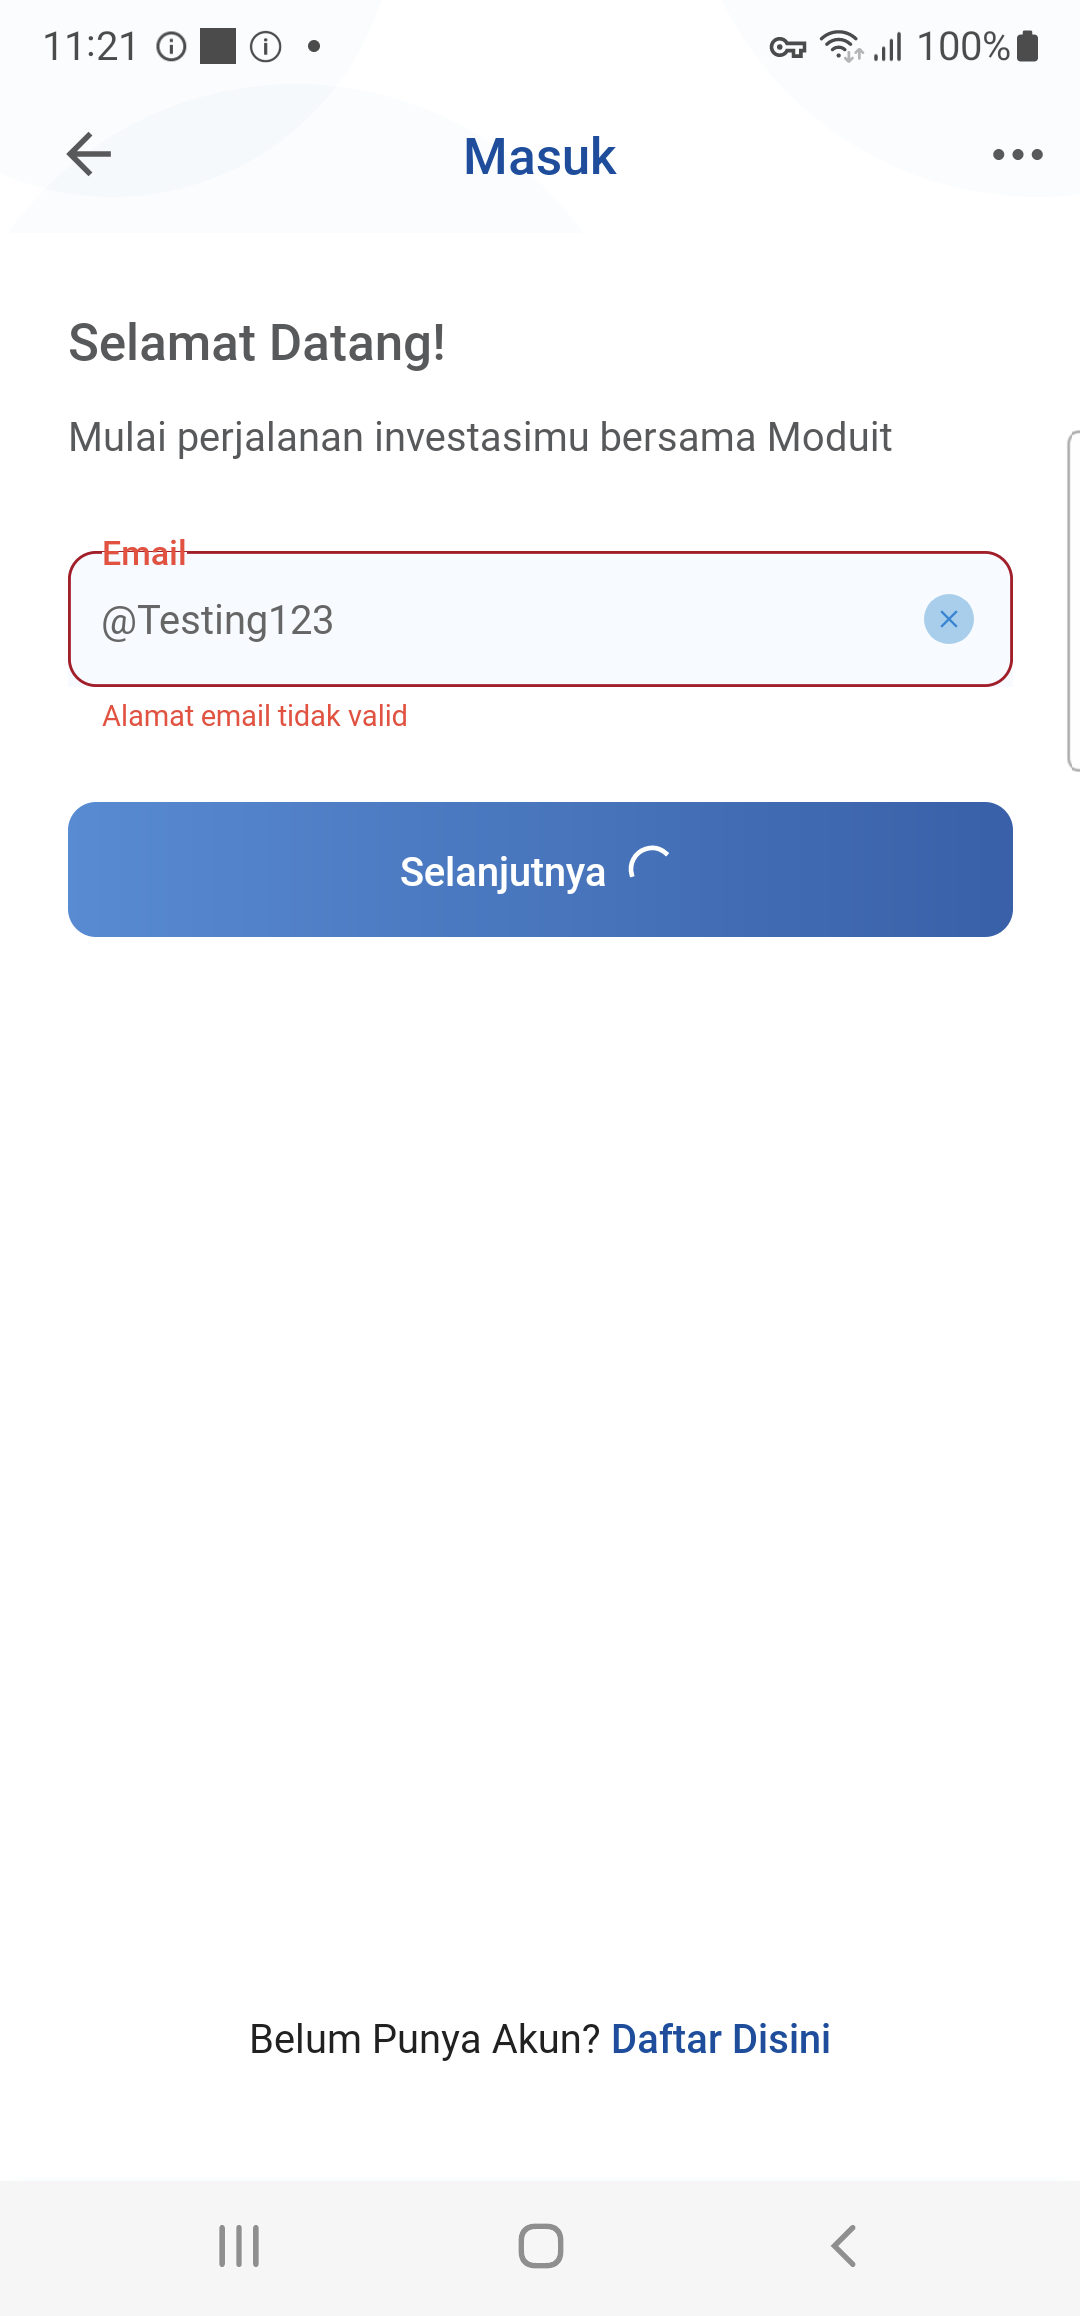 11:21 100%
Masuk
Selamat Datang!
Mulai perjalanan investasimu bersama Moduit
Email
@Testing123
Alamat email tidak valid
Selanjutnya
Belum Punya Akun? Daftar Disini